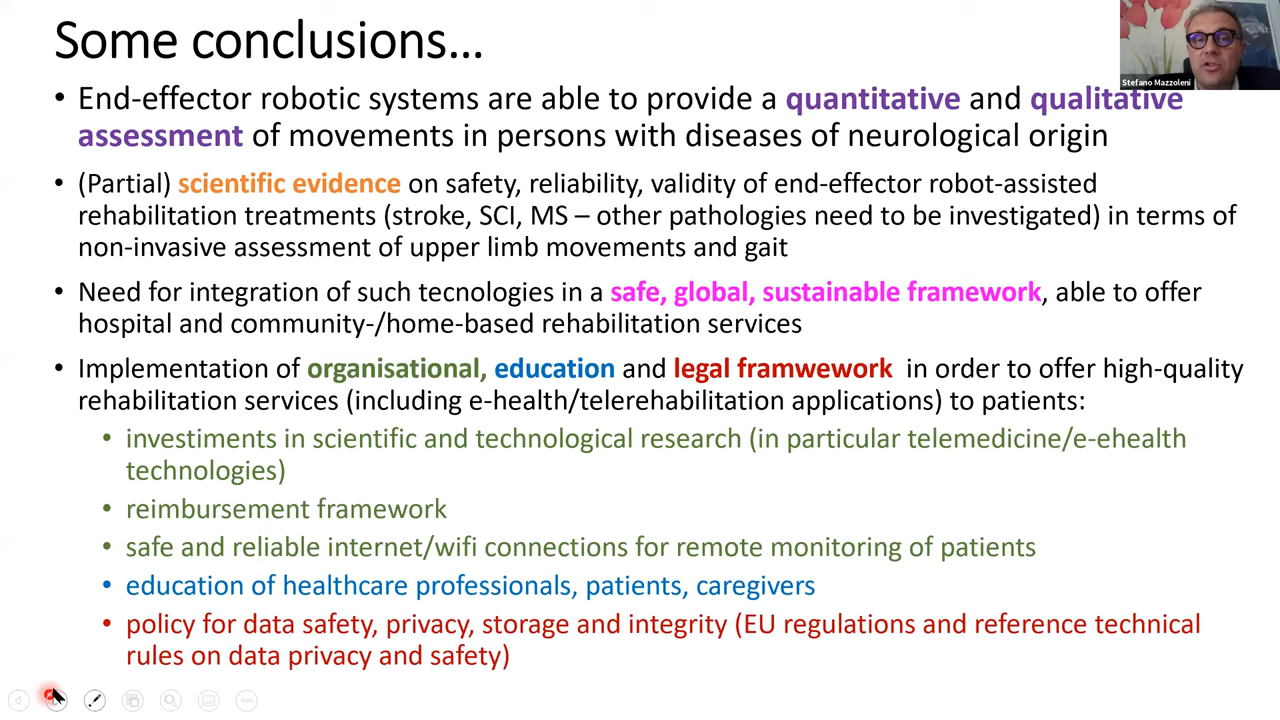 Some conclusions…
Stefano Mazzoleni
• End-effector robotic systems are able to provide a quantitative and qualitative
assessment of movements in persons with diseases of neurological origin
• (Partial) scientific evidence on safety, reliability, validity of end-effector robot-assisted
rehabilitation treatments (stroke, SCI, MS – other pathologies need to be investigated) in terms of
non-invasive assessment of upper limb movements and gait
• Need for integration of such tecnologies in a safe, global, sustainable framework, able to offer
hospital and community-/home-based rehabilitation services
• Implementation of organisational, education and legal framwework in order to offer high-quality
rehabilitation services (including e-health/telerehabilitation applications) to patients:
• investiments in scientific and technological research (in particular telemedicine/e-ehealth
technologies)
• reimbursement framework
• safe and reliable internet/wifi connections for remote monitoring of patients
• education of healthcare professionals, patients, caregivers
• policy for data safety, privacy, storage and integrity (EU regulations and reference technical
rules on data privacy and safety)